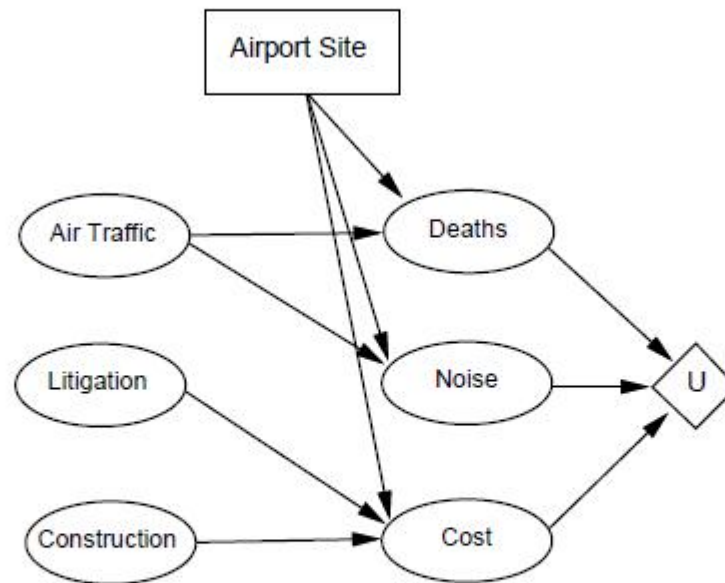 Airport Site
Air Traffic
Deaths
Litigation
Noise
U
Construction
Cost